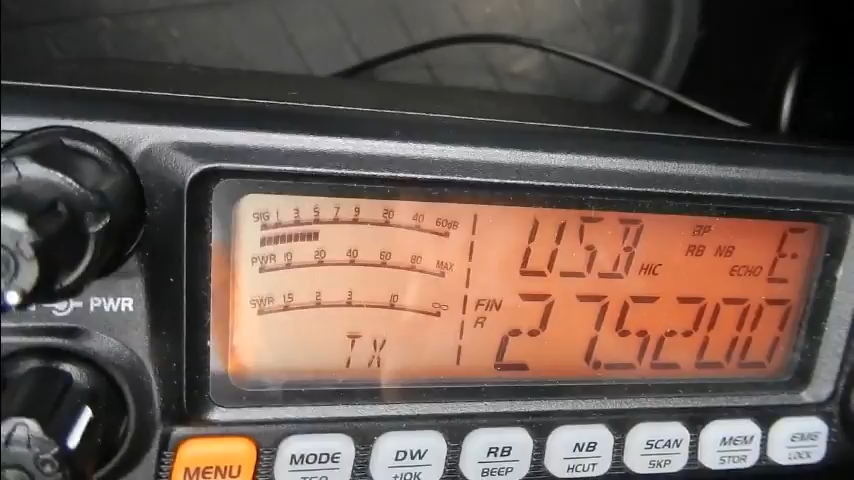 SIG 1 3 5 7 9 20 40 60dB
PWR 10 20 40 60 80 MAX
SWR 1.5 2 3 10 ∞
TX
USB HIC BP RB NB ECHO E
FIN R 27.5200
PWR
MENU MODE DW RB NB SCAN MEM EMG
±10K BEEP HCUT SKP STOR LOCK